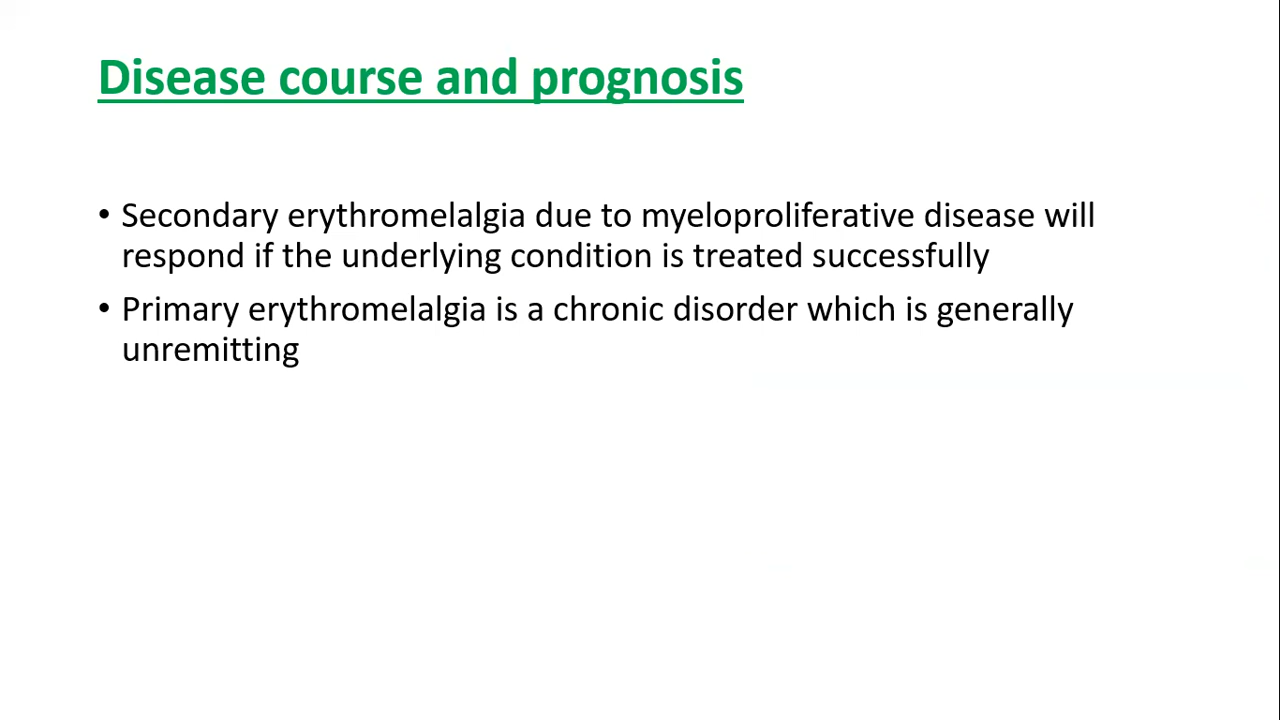 Disease course and prognosis
• Secondary erythromelalgia due to myeloproliferative disease will
respond if the underlying condition is treated successfully
• Primary erythromelalgia is a chronic disorder which is generally
unremitting